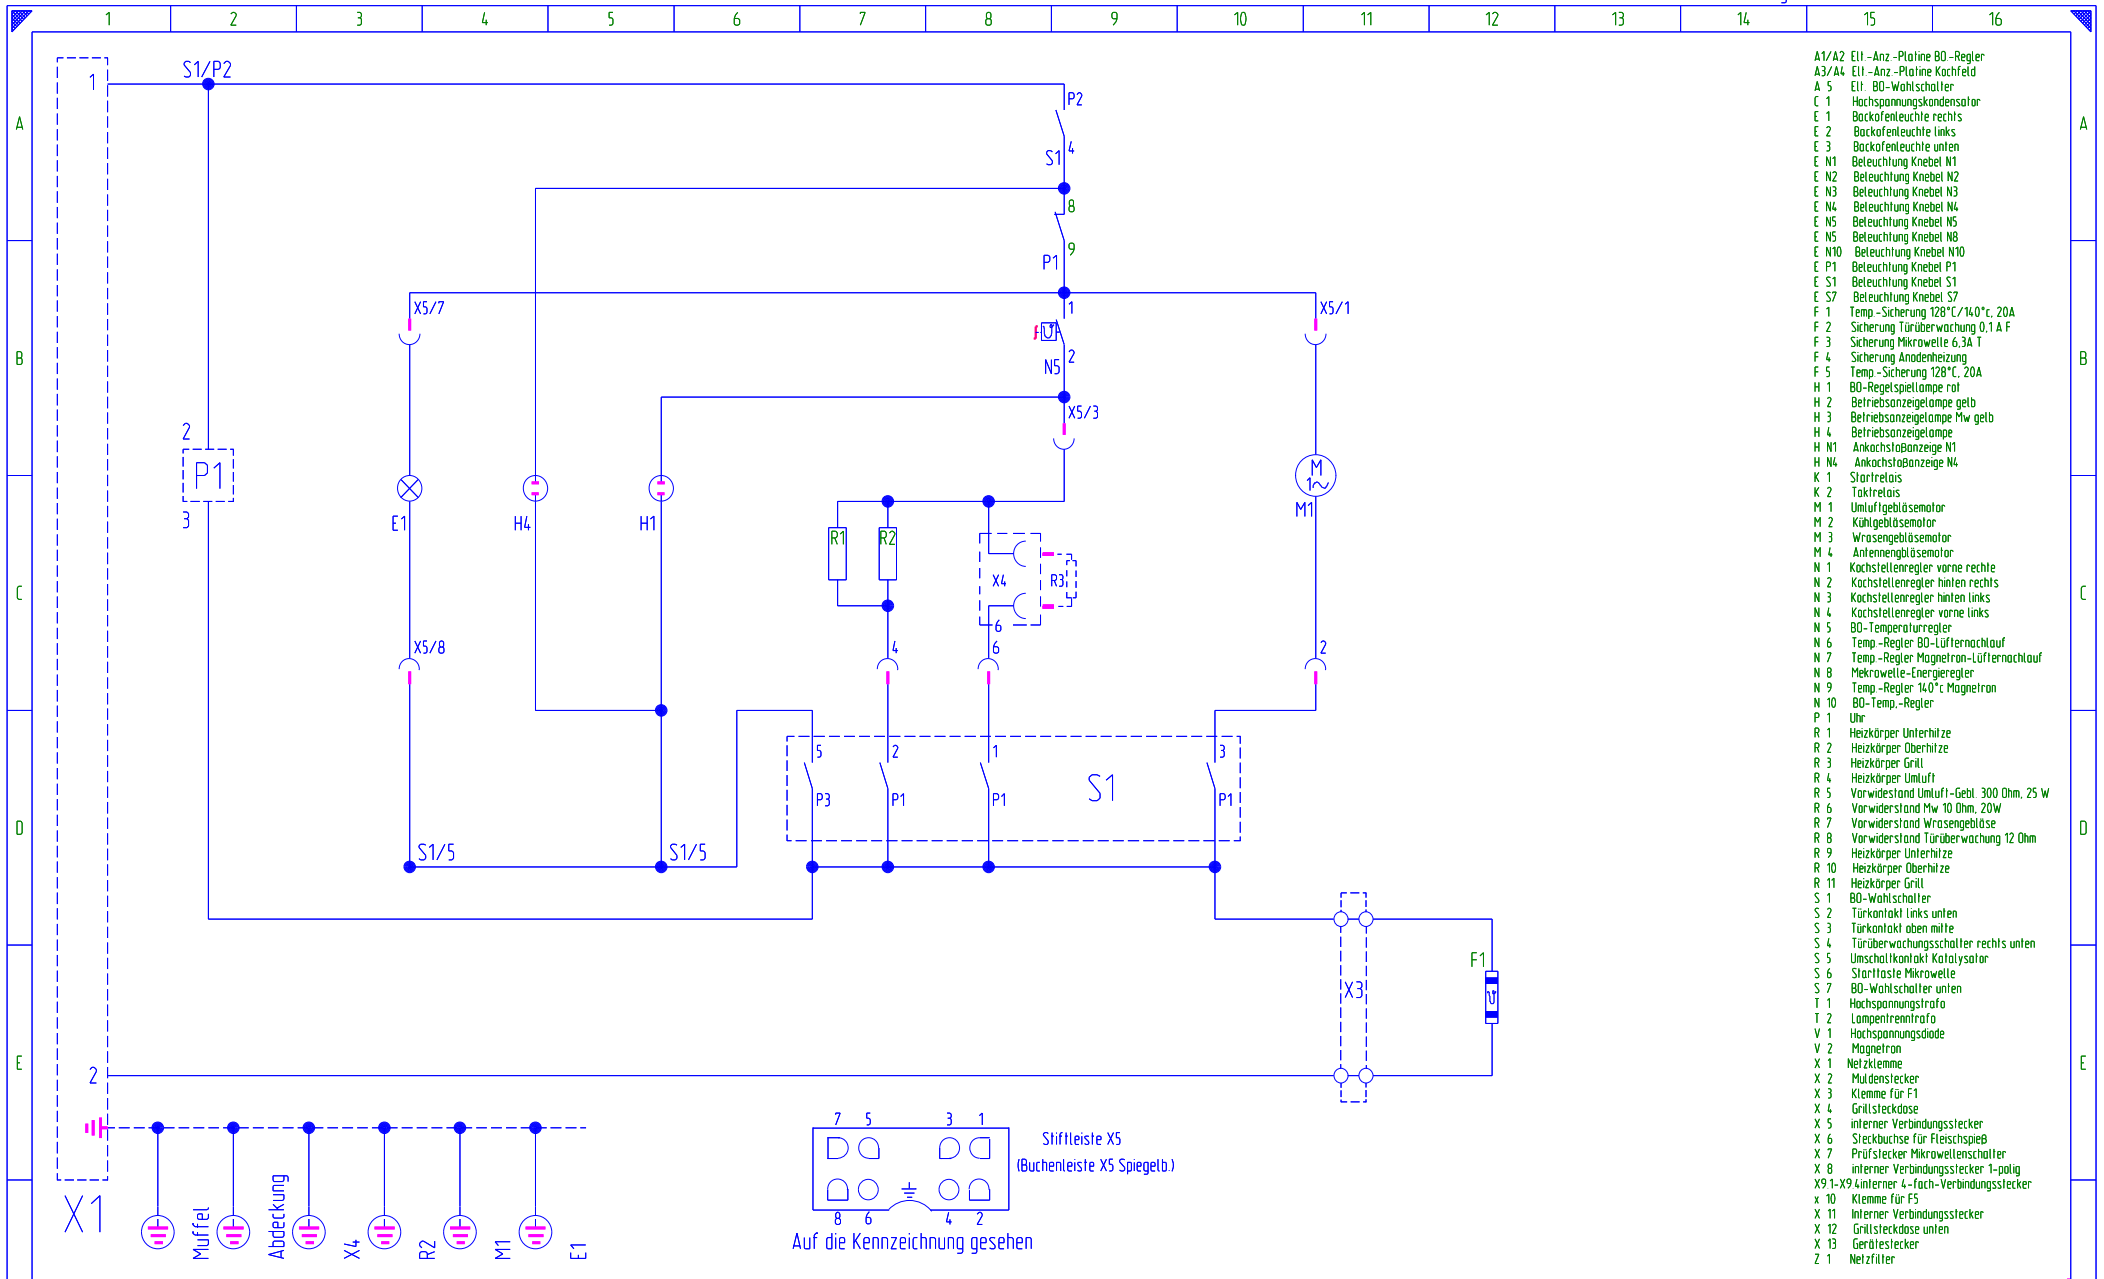 1 2 3 4 5 6 7 8 9 10 11 12 13 14 15 16
A A
B B
C C
D D
E E
1
S1/P2
P2
4
S1
8
9
P1
X5/7
1
X5/1
2
N5
X5/3
2
P1
3
E1
H4
H1
R1
R2
X4
R3
6
M
1~
M1
X5/8
4
6
2
5
2
1
3
S1
P3
P1
P1
P1
S1/5
S1/5
F1
X3
2
X1
Muffel
Abdeckung
X4
R2
M1
E1
7 5 3 1
8 6 4 2
Stiftleiste X5
(Buchenleiste X5 Spiegelb.)
Auf die Kennzeichnung gesehen
A1/A2 Elt.-Anz.-Platine BO.-Regler
A3/A4 Elt.-Anz.-Platine Kochfeld
A 5 Elt. BO-Wahlschalter
C 1 Hochspannungskondensator
E 1 Backofenleuchte rechts
E 2 Backofenleuchte links
E 3 Backofenleuchte unten
E N1 Beleuchtung Knebel N1
E N2 Beleuchtung Knebel N2
E N3 Beleuchtung Knebel N3
E N4 Beleuchtung Knebel N4
E N5 Beleuchtung Knebel N5
E N5 Beleuchtung Knebel N8
E N10 Beleuchtung Knebel N10
E P1 Beleuchtung Knebel P1
E S1 Beleuchtung Knebel S1
E S7 Beleuchtung Knebel S7
F 1 Temp.-Sicherung 128°C/140°c, 20A
F 2 Sicherung Türüberwachung 0,1 A F
F 3 Sicherung Mikrowelle 6,3A T
F 4 Sicherung Anodenheizung
F 5 Temp.-Sicherung 128°C, 20A
H 1 BO-Regelspiellampe rot
H 2 Betriebsanzeigelampe gelb
H 3 Betriebsanzeigelampe Mw gelb
H 4 Betriebsanzeigelampe
H N1 Ankochstoßanzeige N1
H N4 Ankochstoßanzeige N4
K 1 Startrelais
K 2 Taktrelais
M 1 Umluftgebläsemotor
M 2 Kühlgebläsemotor
M 3 Wrasengebläsemotor
M 4 Antennengbläsemotor
N 1 Kochstellenregler vorne rechte
N 2 Kochstellenregler hinten rechts
N 3 Kochstellenregler hinten links
N 4 Kochstellenregler vorne links
N 5 BO-Temperaturregler
N 6 Temp.-Regler BO-Lüfternachlauf
N 7 Temp.-Regler Magnetron-Lüfternachlauf
N 8 Mekrowelle-Energieregler
N 9 Temp.-Regler 140°c Magnetron
N 10 BO-Temp.-Regler
P 1 Uhr
R 1 Heizkörper Unterhitze
R 2 Heizkörper Oberhitze
R 3 Heizkörper Grill
R 4 Heizkörper Umluft
R 5 Vorwidestand Umluft-Gebl. 300 Ohm, 25 W
R 6 Vorwiderstand Mw 10 Ohm, 20W
R 7 Vorwiderstand Wrasengebläse
R 8 Vorwiderstand Türüberwachung 12 Ohm
R 9 Heizkörper Unterhitze
R 10 Heizkörper Oberhitze
R 11 Heizkörper Grill
S 1 BO-Wahlschalter
S 2 Türkontakt links unten
S 3 Türkontakt oben mitte
S 4 Türüberwachungsschalter rechts unten
S 5 Umschaltkontakt Katalysator
S 6 Starttaste Mikrowelle
S 7 BO-Wahlschalter unten
T 1 Hochspannungstrafo
T 2 Lampentrenntrafo
V 1 Hochspannungsdiode
V 2 Magnetron
X 1 Netzklemme
X 2 Muldenstecker
X 3 Klemme für F1
X 4 Grillsteckdose
X 5 interner Verbindungsstecker
X 6 Steckbuchse für Fleischspieß
X 7 Prüfstecker Mikrowellenschalter
X 8 interner Verbindungsstecker 1-polig
X9.1-X9.4interner 4-fach-Verbindungsstecker
x 10 Klemme für F5
X 11 Interner Verbindungsstecker
X 12 Grillsteckdose unten
X 13 Gerätestecker
Z 1 Netzfilter